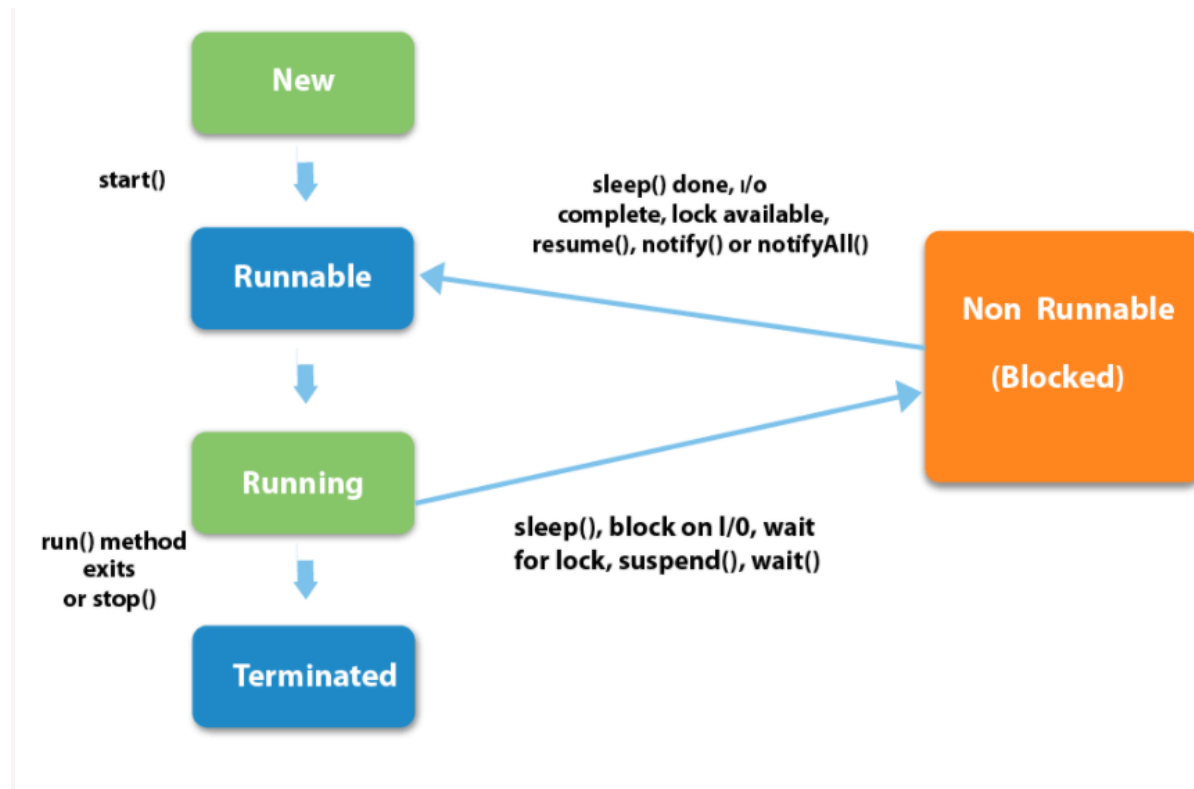 New
start()
sleep() done, I/o
complete, lock available,
resume(), notify() or notifyAll()
Runnable
Non Runnable
(Blocked)
Running
sleep(), block on l/0, wait
for lock, suspend(), wait()
run() method
exits
or stop()
Terminated